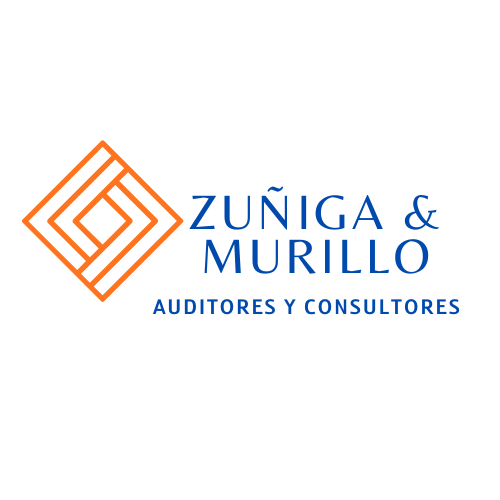 ZUÑIGA &
MURILLO
AUDITORES Y CONSULTORES